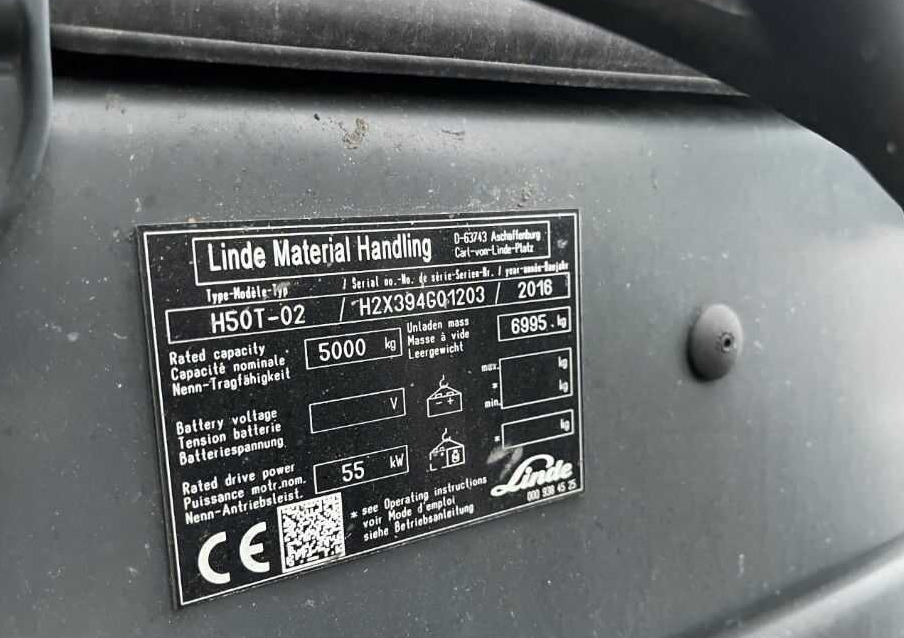 Linde Material Handling
D-63743 Aschaffenburg
Carl-von-Linde-Platz
Type-Modèle-Typ / Serial no.-No. de série-Serien-Nr. / year-année-Baujahr
H50T-02 / H2X394G01203 / 2016
Rated capacity
Capacité nominale
Nenn-Tragfähigkeit
5000 kg
Unladen mass
Masse à vide
Leergewicht
6995 kg
Battery voltage
Tension batterie
Batteriespannung
V
- +
max. kg
* kg
min.
Rated drive power
Puissance motr.nom.
Nenn-Antriebsleist.
55 kW
* kg
CE
* see Operating instructions
voir Mode d'emploi
siehe Betriebsanleitung
Linde
000 938 45 25